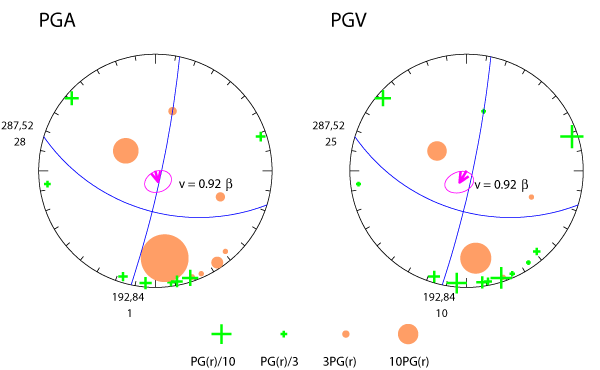 PGA
PGV
287,52
28
287,52
25
v = 0.92 β
v = 0.92 β
192,84
1
192,84
10
PG(r)/10
PG(r)/3
3PG(r)
10PG(r)